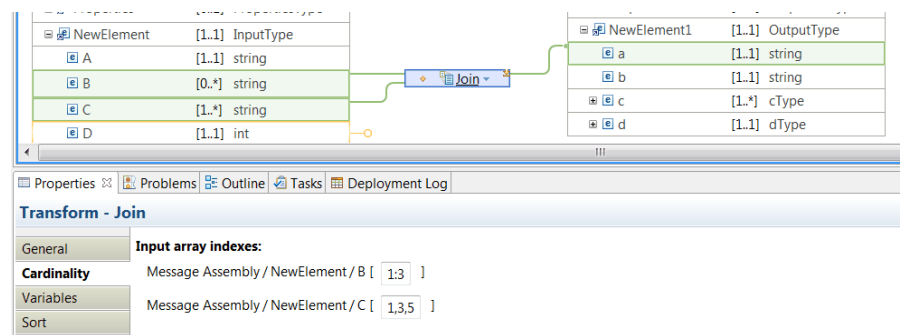 NewElement [1..1] InputType
A [1..1] string
B [0..*] string
C [1..*] string
D [1..1] int
Join
NewElement1 [1..1] OutputType
a [1..1] string
b [1..1] string
c [1..*] cType
d [1..1] dType
Properties Problems Outline Tasks Deployment Log
Transform - Join
General
Cardinality
Variables
Sort
Input array indexes:
Message Assembly / NewElement / B [ 1:3 ]
Message Assembly / NewElement / C [ 1,3,5 ]